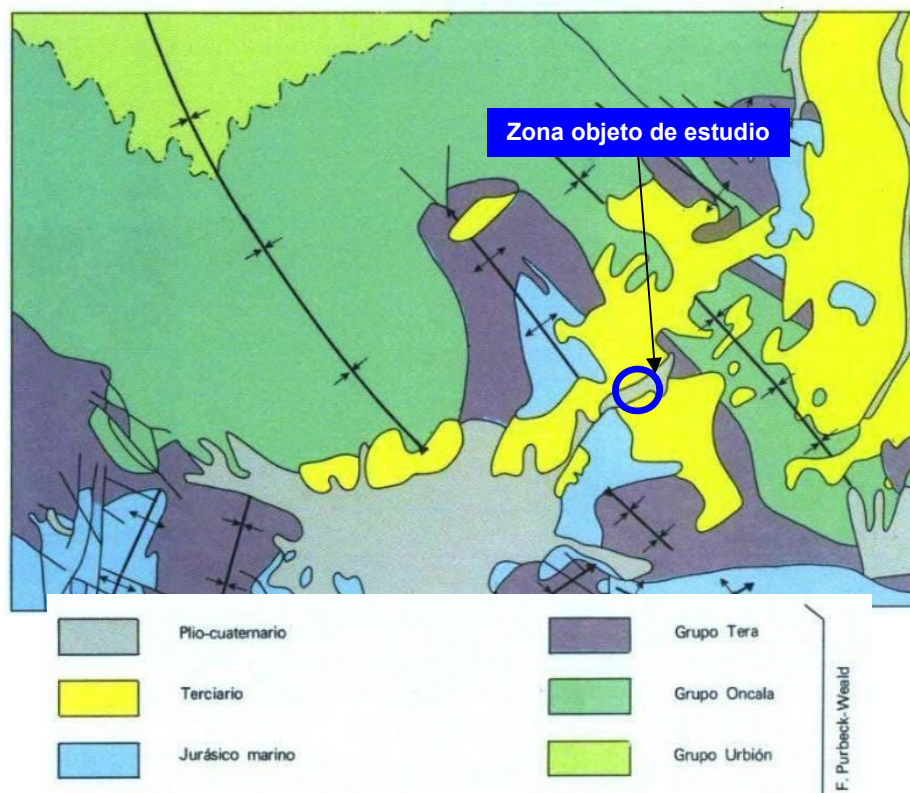 Zona objeto de estudio
Plio-cuaternario
Terciario
Jurásico marino
Grupo Tera
Grupo Oncala
Grupo Urbión
F. Purbeck-Weald